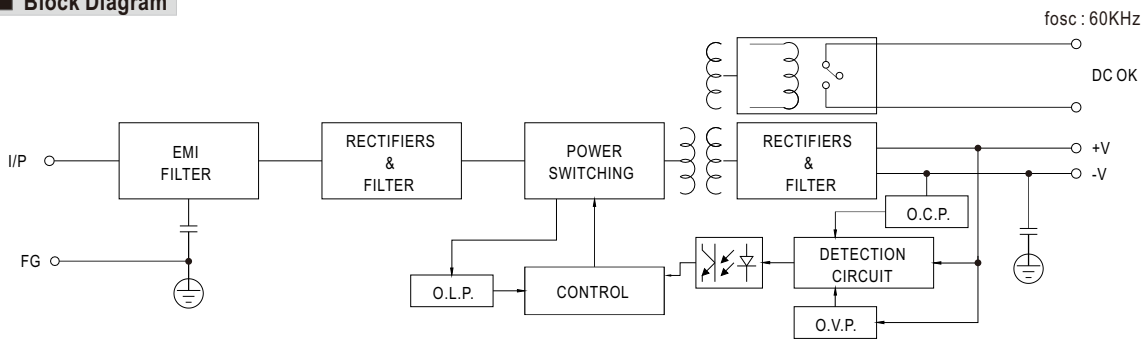 ■ Block Diagram
fosc : 60KHz
DC OK
I/P
EMI
FILTER
RECTIFIERS
&
FILTER
POWER
SWITCHING
RECTIFIERS
&
FILTER
+V
-V
O.C.P.
FG
O.L.P.
CONTROL
DETECTION
CIRCUIT
O.V.P.